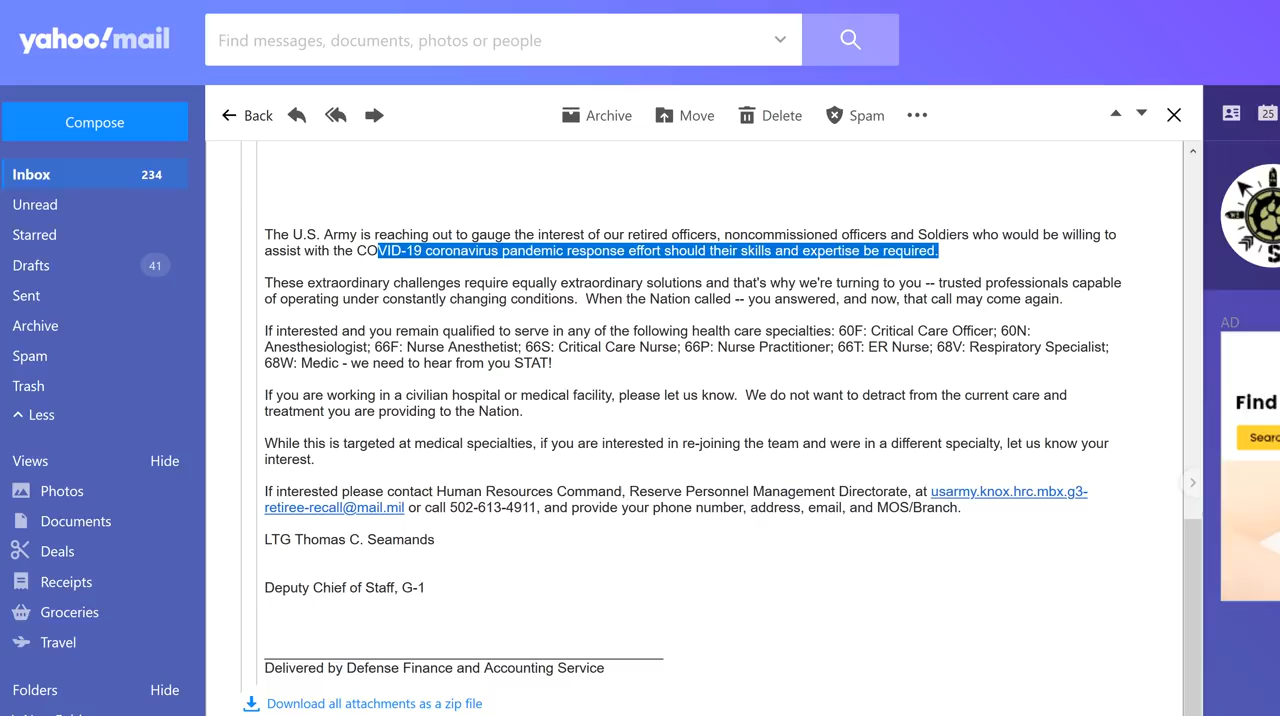 yahoo!mail
Find messages, documents, photos or people
Compose
Back
Archive
Move
Delete
Spam
25
Inbox 234
Unread
Starred
Drafts 41
Sent
Archive
Spam
Trash
Less
Views Hide
Photos
Documents
Deals
Receipts
Groceries
Travel
Folders Hide
The U.S. Army is reaching out to gauge the interest of our retired officers, noncommissioned officers and Soldiers who would be willing to
assist with the COVID-19 coronavirus pandemic response effort should their skills and expertise be required.
These extraordinary challenges require equally extraordinary solutions and that's why we're turning to you -- trusted professionals capable
of operating under constantly changing conditions. When the Nation called -- you answered, and now, that call may come again.
If interested and you remain qualified to serve in any of the following health care specialties: 60F: Critical Care Officer; 60N:
Anesthesiologist; 66F: Nurse Anesthetist; 66S: Critical Care Nurse; 66P: Nurse Practitioner; 66T: ER Nurse; 68V: Respiratory Specialist;
68W: Medic - we need to hear from you STAT!
If you are working in a civilian hospital or medical facility, please let us know. We do not want to detract from the current care and
treatment you are providing to the Nation.
While this is targeted at medical specialties, if you are interested in re-joining the team and were in a different specialty, let us know your
interest.
If interested please contact Human Resources Command, Reserve Personnel Management Directorate, at usarmy.knox.hrc.mbx.g3-
retiree-recall@mail.mil or call 502-613-4911, and provide your phone number, address, email, and MOS/Branch.
LTG Thomas C. Seamands
Deputy Chief of Staff, G-1
Delivered by Defense Finance and Accounting Service
Download all attachments as a zip file
AD
Find